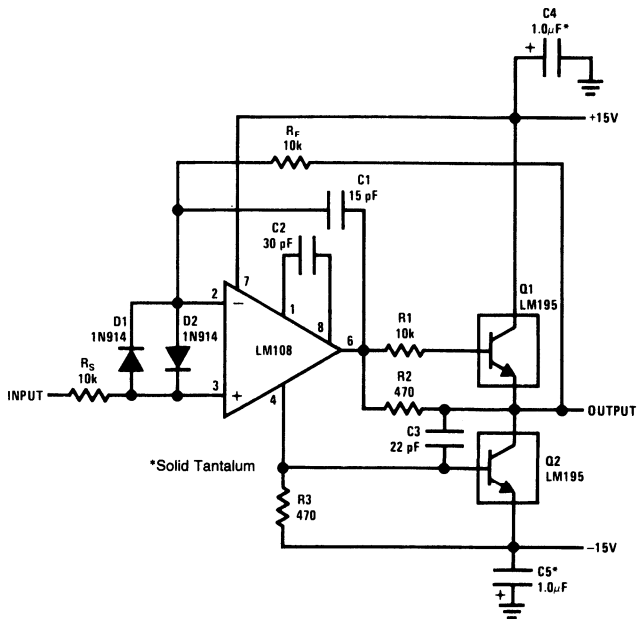 C4
1.0μF*
+
+15V
R_F
10k
C1
15 pF
C2
30 pF
7
Q1
LM195
2
−
1
8
6
R1
10k
D1
1N914
D2
1N914
LM108
R_S
10k
INPUT
3
+
4
R2
470
OUTPUT
C3
22 pF
Q2
LM195
*Solid Tantalum
R3
470
−15V
C5*
1.0μF
+